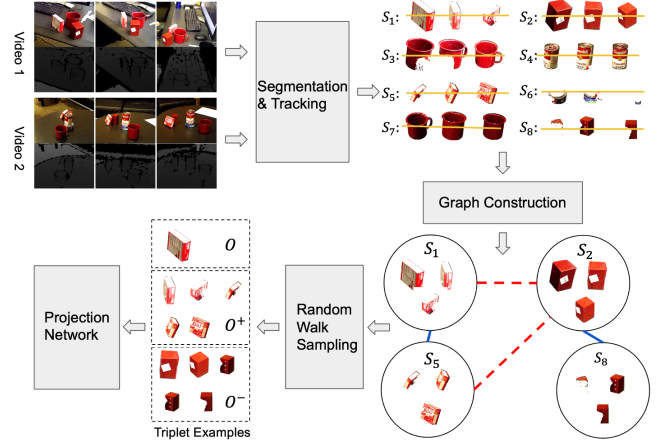 Video 1
Video 2
Segmentation
& Tracking
S1:
S2:
S3:
S4:
S5:
S6:
S7:
S8:
Graph Construction
S1
S2
S5
S8
Random
Walk
Sampling
O
O+
O−
Triplet Examples
Projection
Network